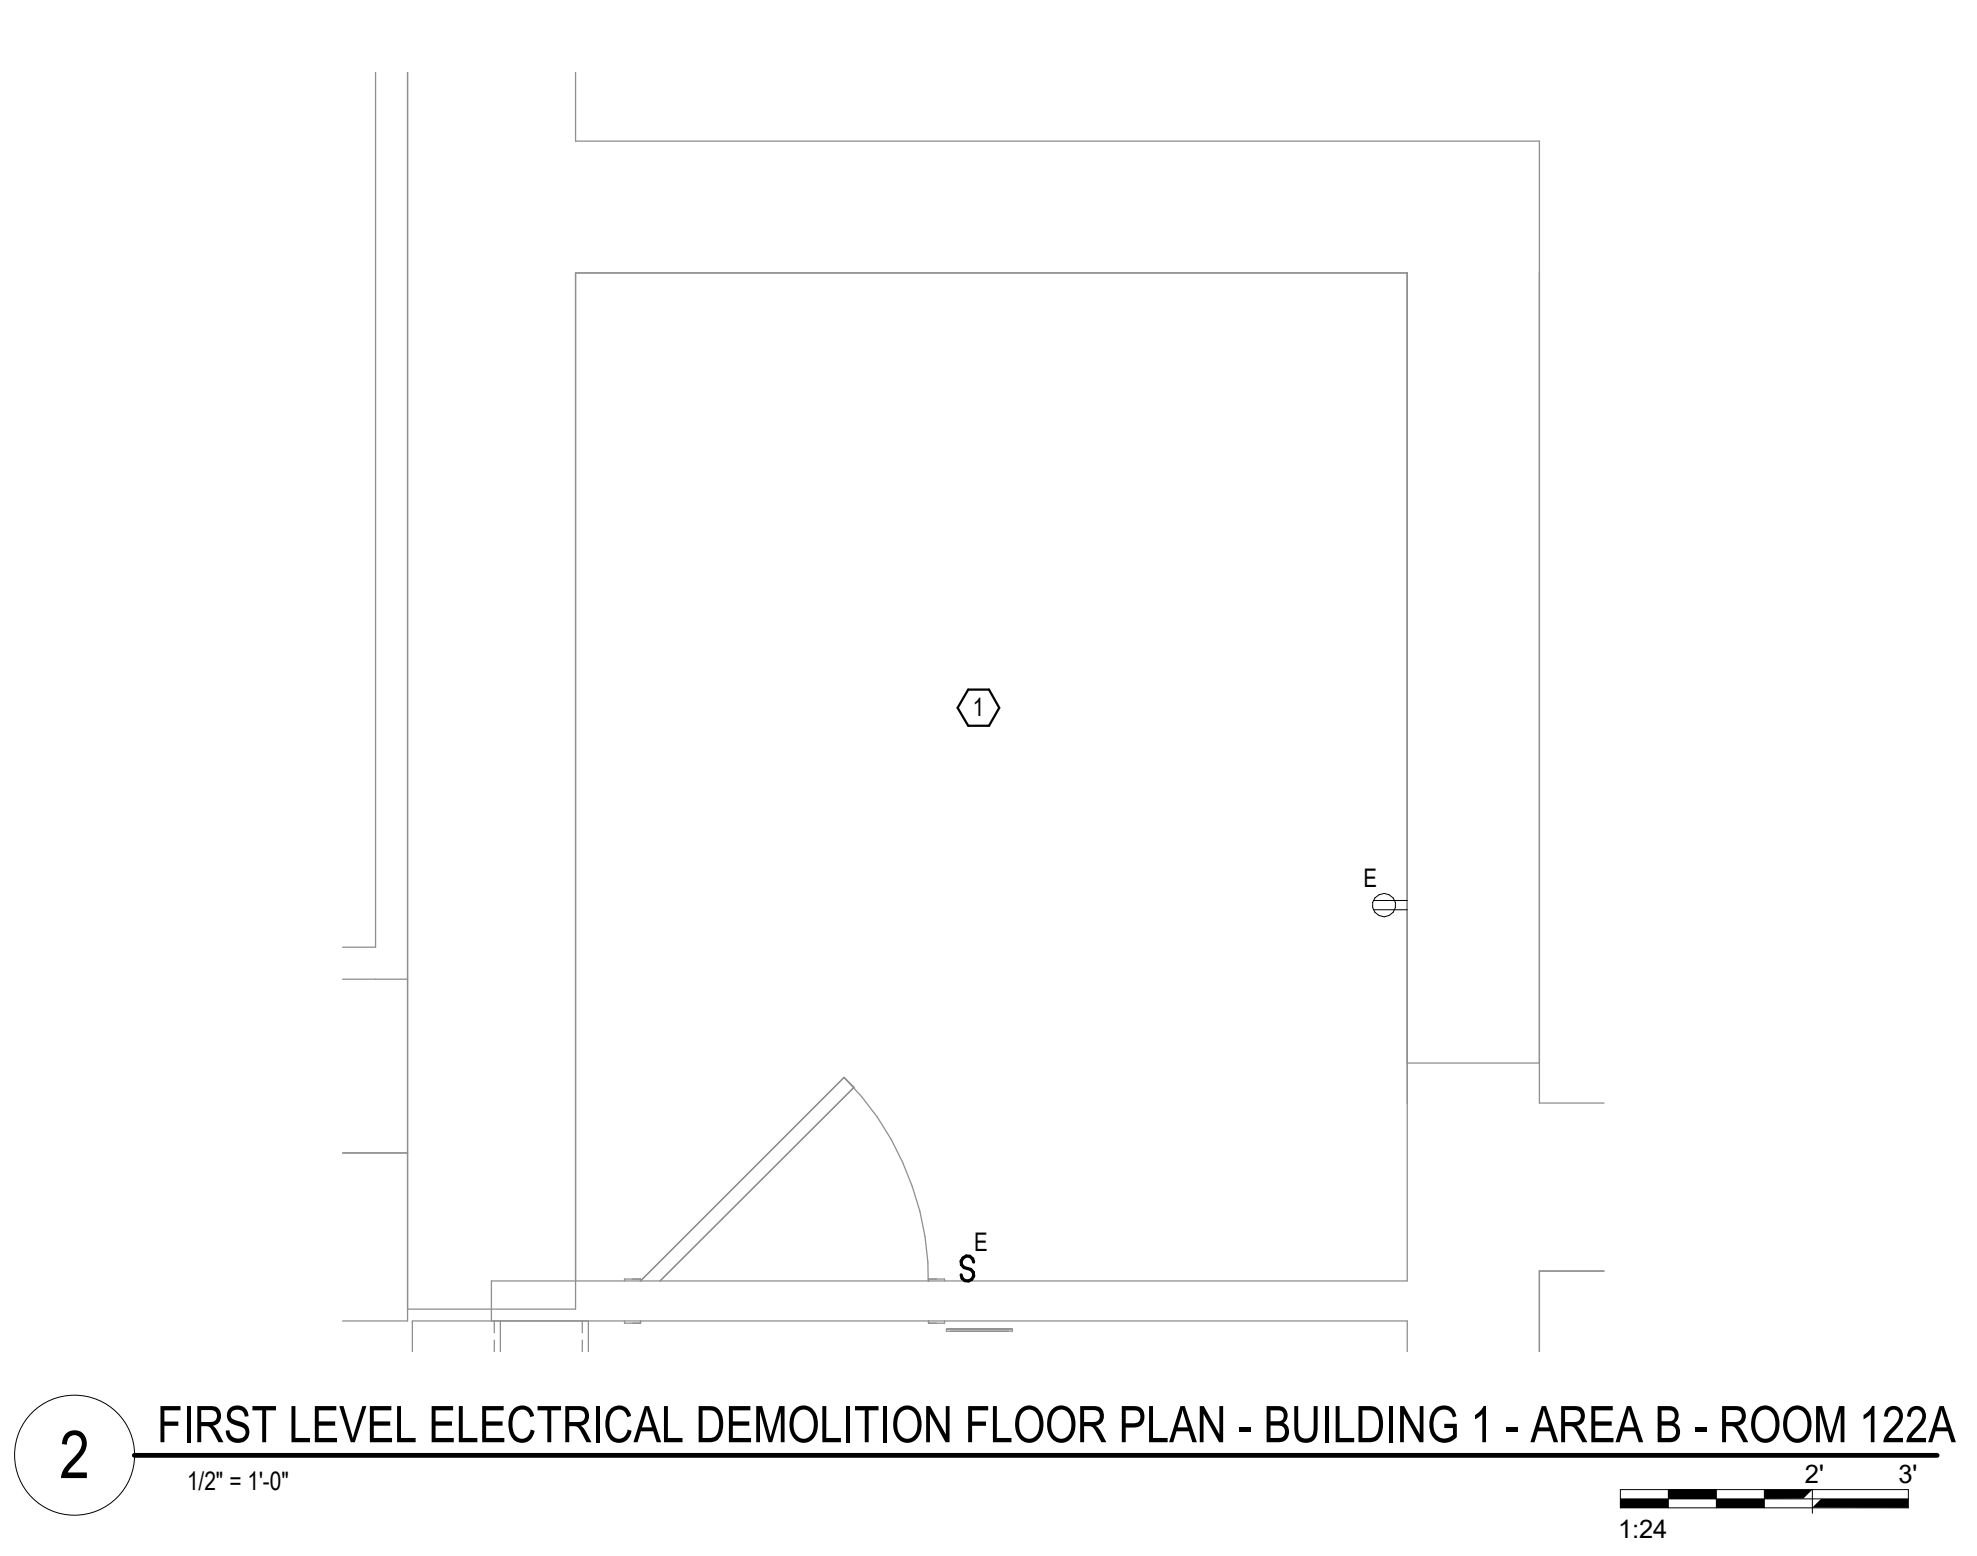 1
E
E
S
2
FIRST LEVEL ELECTRICAL DEMOLITION FLOOR PLAN - BUILDING 1 - AREA B - ROOM 122A
1/2" = 1'-0"
2' 3'
1:24